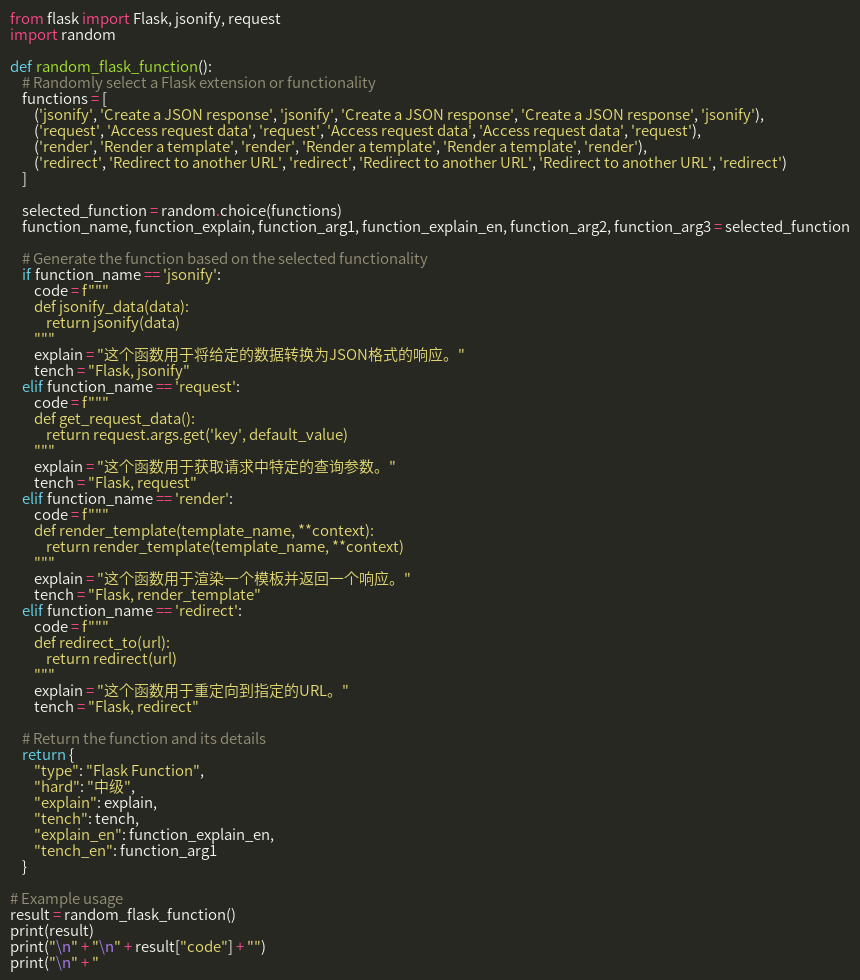 from flask import Flask, jsonify, request
import random

def random_flask_function():
    # Randomly select a Flask extension or functionality
    functions = [
        ('jsonify', 'Create a JSON response', 'jsonify', 'Create a JSON response', 'Create a JSON response', 'jsonify'),
        ('request', 'Access request data', 'request', 'Access request data', 'Access request data', 'request'),
        ('render', 'Render a template', 'render', 'Render a template', 'Render a template', 'render'),
        ('redirect', 'Redirect to another URL', 'redirect', 'Redirect to another URL', 'Redirect to another URL', 'redirect')
    ]

    selected_function = random.choice(functions)
    function_name, function_explain, function_arg1, function_explain_en, function_arg2, function_arg3 = selected_function

    # Generate the function based on the selected functionality
    if function_name == 'jsonify':
        code = f"""
        def jsonify_data(data):
            return jsonify(data)
        """
        explain = "这个函数用于将给定的数据转换为JSON格式的响应。"
        tench = "Flask, jsonify"
    elif function_name == 'request':
        code = f"""
        def get_request_data():
            return request.args.get('key', default_value)
        """
        explain = "这个函数用于获取请求中特定的查询参数。"
        tench = "Flask, request"
    elif function_name == 'render':
        code = f"""
        def render_template(template_name, **context):
            return render_template(template_name, **context)
        """
        explain = "这个函数用于渲染一个模板并返回一个响应。"
        tench = "Flask, render_template"
    elif function_name == 'redirect':
        code = f"""
        def redirect_to(url):
            return redirect(url)
        """
        explain = "这个函数用于重定向到指定的URL。"
        tench = "Flask, redirect"

    # Return the function and its details
    return {
        "type": "Flask Function",
        "hard": "中级",
        "explain": explain,
        "tench": tench,
        "explain_en": function_explain_en,
        "tench_en": function_arg1
    }

# Example usage
result = random_flask_function()
print(result)
print("\n" + "\n" + result["code"] + "")
print("\n" + "